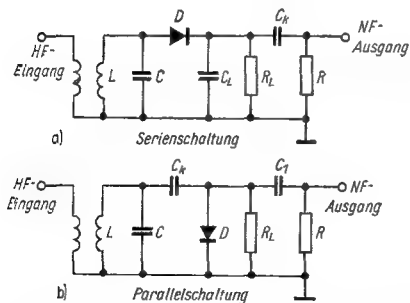 HF-
Eingang
D
C_k
NF-
Ausgang
L
C
C_L
R_L
R
a)
Serienschaltung
HF-
Eingang
C_k
C_1
NF-
Ausgang
L
C
D
R_L
R
b)
Parallelschaltung